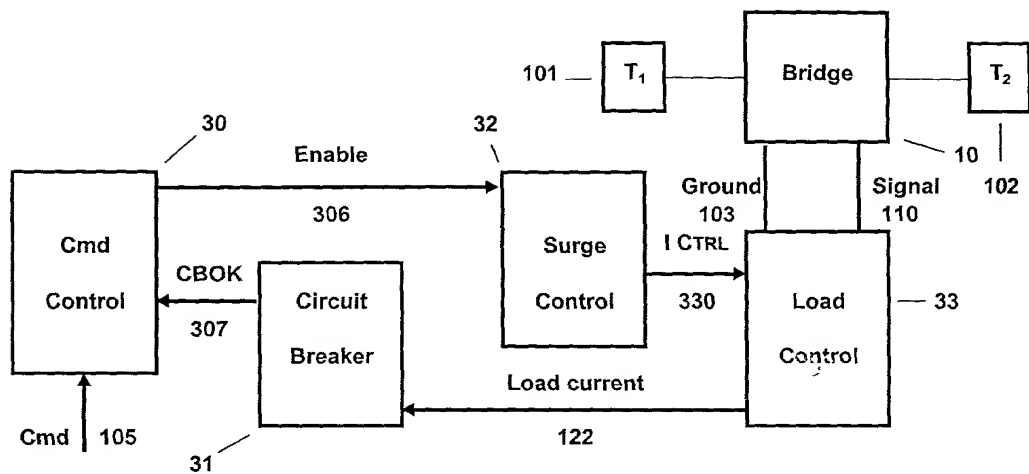 101
T1
Bridge
T2
30
32
10
102
Enable
306
Ground
103
Signal
110
Cmd
Control
CBOK
307
Circuit
Breaker
Surge
Control
I CTRL
330
Load
Control
33
Load current
122
Cmd 105
31